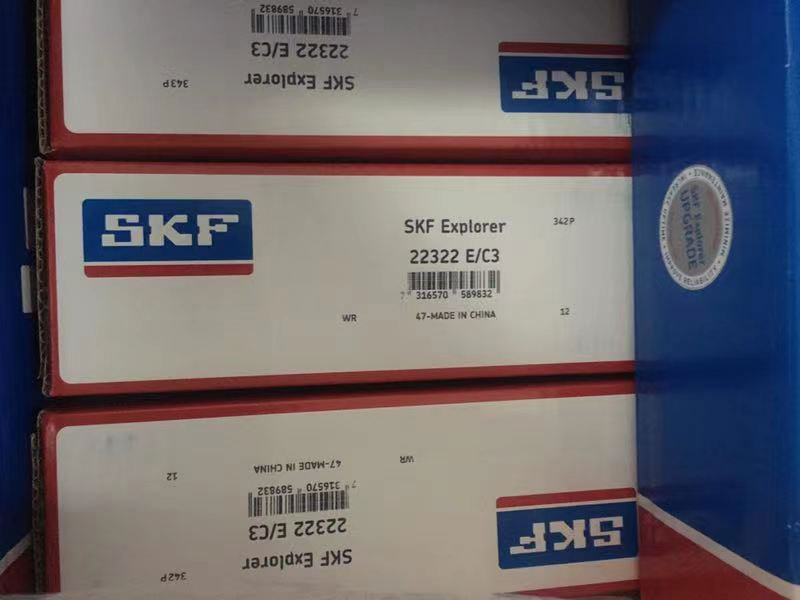 7 316570 589832
22322 E/C3
SKF Explorer
343P
SKF
SKF
SKF Explorer
342P
22322 E/C3
7 316570 589832
WR
47-MADE IN CHINA
12
SKF Explorer
UPGRADE
12
47-MADE IN CHINA
WR
7 316570 589832
22322 E/C3
SKF Explorer
342P
SKF